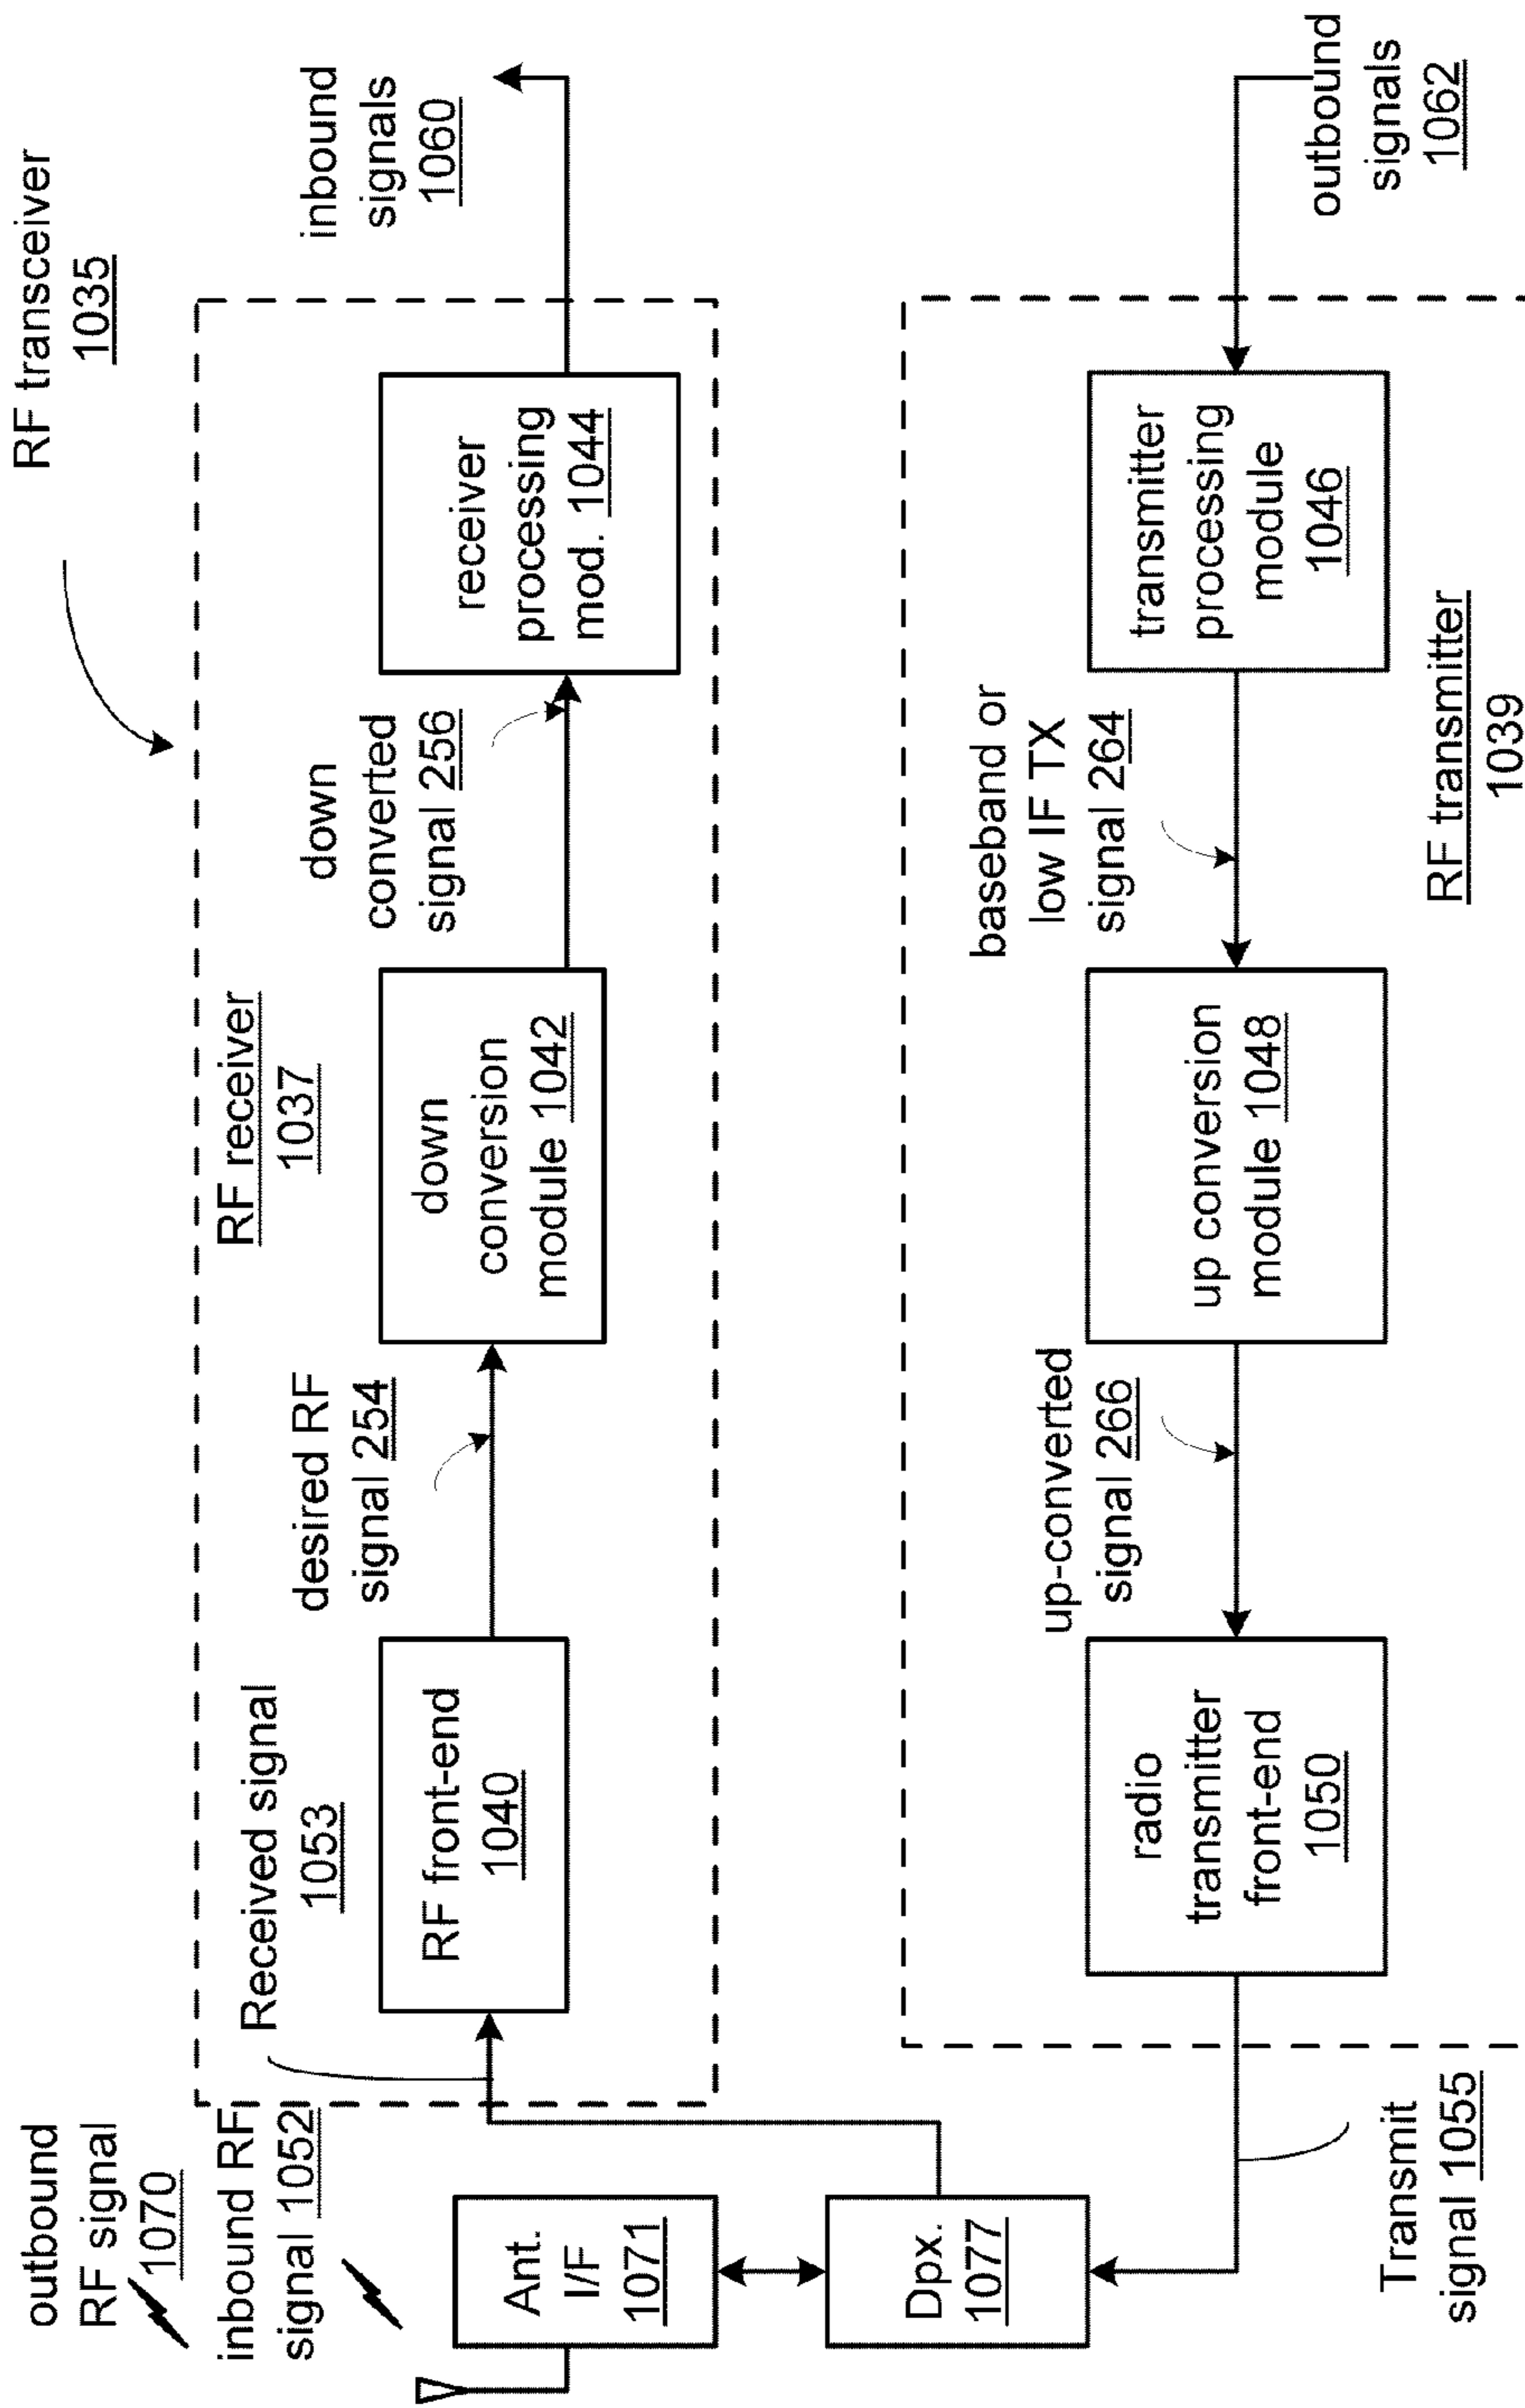 RF transceiver
1035
outbound
RF signal
1070
inbound RF
signal 1052
Received signal
1053
RF receiver
1037
inbound
signals
1060
Ant.
I/F
1071
RF front-end
1040
desired RF
signal 254
down
conversion
module 1042
down
converted
signal 256
receiver
processing
mod. 1044
Dpx.
1077
Transmit
signal 1055
radio
transmitter
front-end
1050
up-converted
signal 266
up conversion
module 1048
baseband or
low IF TX
signal 264
transmitter
processing
module
1046
outbound
signals
1062
RF transmitter
1039